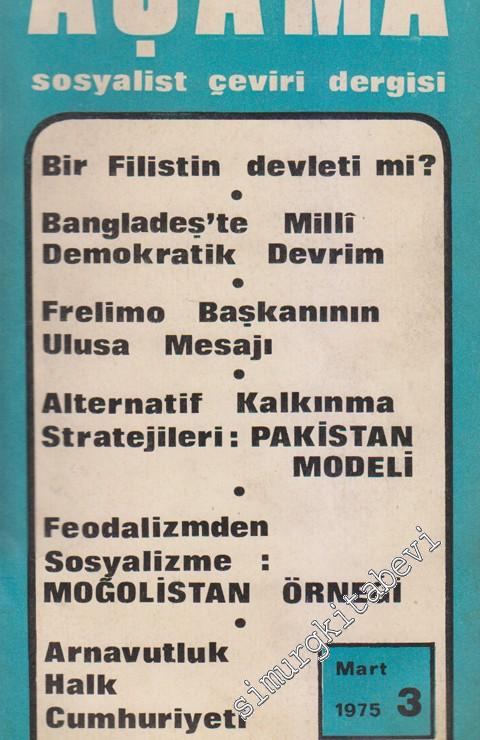 AŞAMA
sosyalist çeviri dergisi
Bir Filistin devleti mi?
•
Bangladeş'te Millî
Demokratik Devrim
•
Frelimo Başkanının
Ulusa Mesajı
•
Alternatif Kalkınma
Stratejileri: PAKİSTAN
MODELİ
•
Feodalizmden
Sosyalizme :
MOĞOLİSTAN ÖRNEĞİ
•
Arnavutluk
Halk
Cumhuriyeti
Mart
1975 3
simurgkitabevi